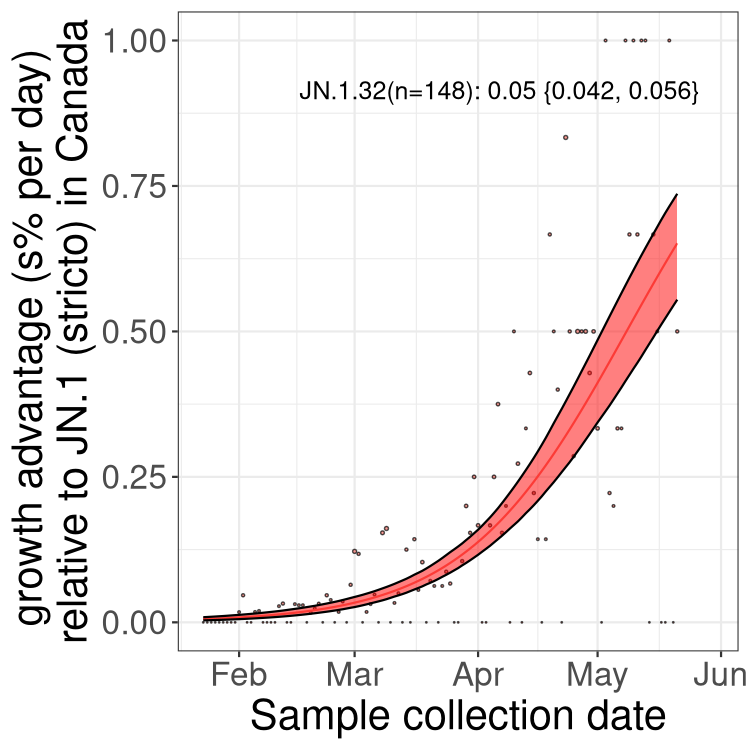 growth advantage (s% per day)
relative to JN.1 (stricto) in Canada
1.00
0.75
0.50
0.25
0.00
JN.1.32(n=148): 0.05 {0.042, 0.056}
Feb Mar Apr May Jun
Sample collection date